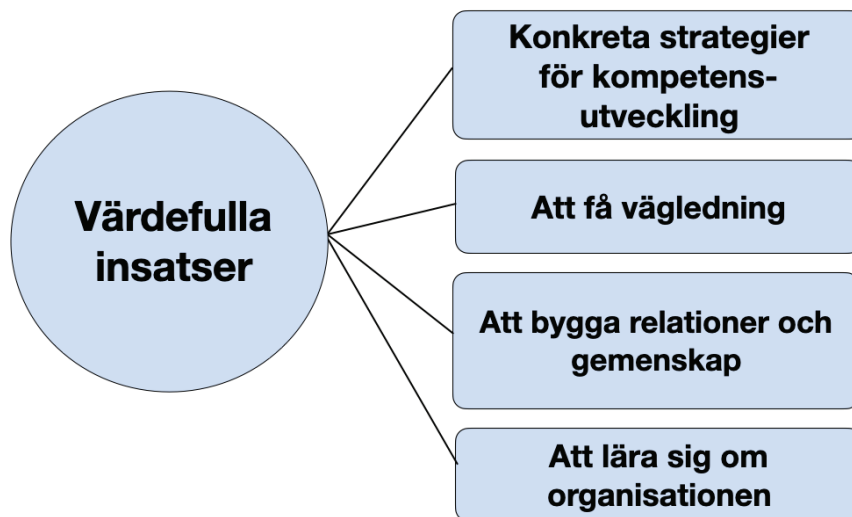 Värdefulla
insatser
Konkreta strategier
för kompetens-
utveckling
Att få vägledning
Att bygga relationer och
gemenskap
Att lära sig om
organisationen